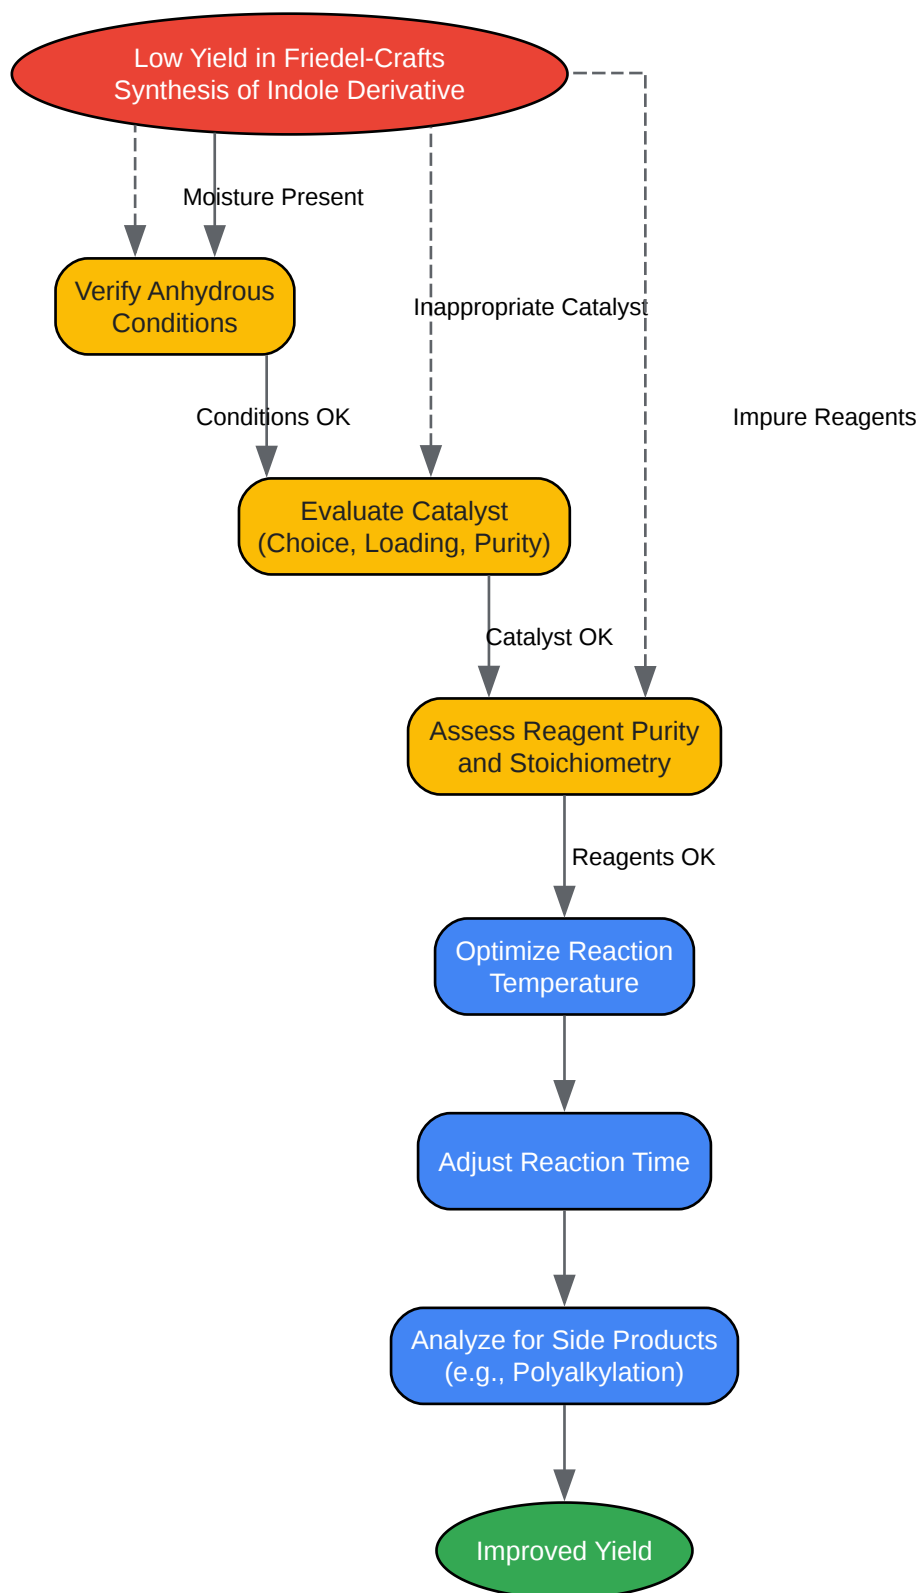 Low Yield in Friedel-Crafts
Synthesis of Indole Derivative
Moisture Present
Verify Anhydrous
Conditions
Inappropriate Catalyst
Conditions OK
Impure Reagents
Evaluate Catalyst
(Choice, Loading, Purity)
Catalyst OK
Assess Reagent Purity
and Stoichiometry
Reagents OK
Optimize Reaction
Temperature
Adjust Reaction Time
Analyze for Side Products
(e.g., Polyalkylation)
Improved Yield